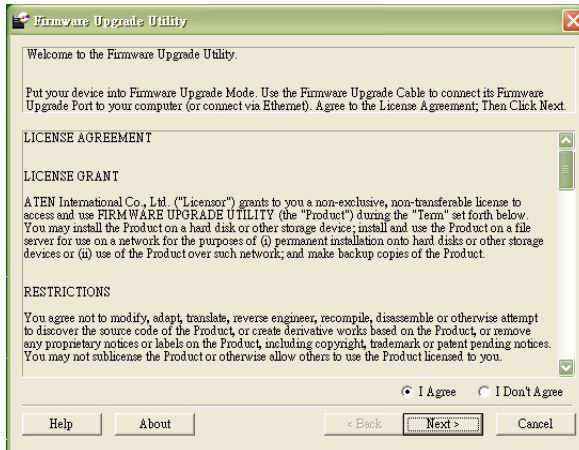 Firmware Upgrade Utility
Welcome to the Firmware Upgrade Utility.
Put your device into Firmware Upgrade Mode. Use the Firmware Upgrade Cable to connect its Firmware
Upgrade Port to your computer (or connect via Ethernet). Agree to the License Agreement; Then Click Next.
LICENSE AGREEMENT
LICENSE GRANT
ATEN International Co., Ltd. ("Licensor") grants to you a non-exclusive, non-transferable license to
access and use FIRMWARE UPGRADE UTILITY (the "Product") during the "Term" set forth below.
You may install the Product on a hard disk or other storage device; install and use the Product on a file
server for use on a network for the purposes of (i) permanent installation onto hard disks or other storage
devices or (ii) use of the Product over such network; and make backup copies of the Product.
RESTRICTIONS
You agree not to modify, adapt, translate, reverse engineer, recompile, disassemble or otherwise attempt
to discover the source code of the Product, or create derivative works based on the Product, or remove
any proprietary notices or labels on the Product, including copyright, trademark or patent pending notices.
You may not sublicense the Product or otherwise allow others to use the Product licensed to you.
I Agree I Don't Agree
Help About < Back Next > Cancel